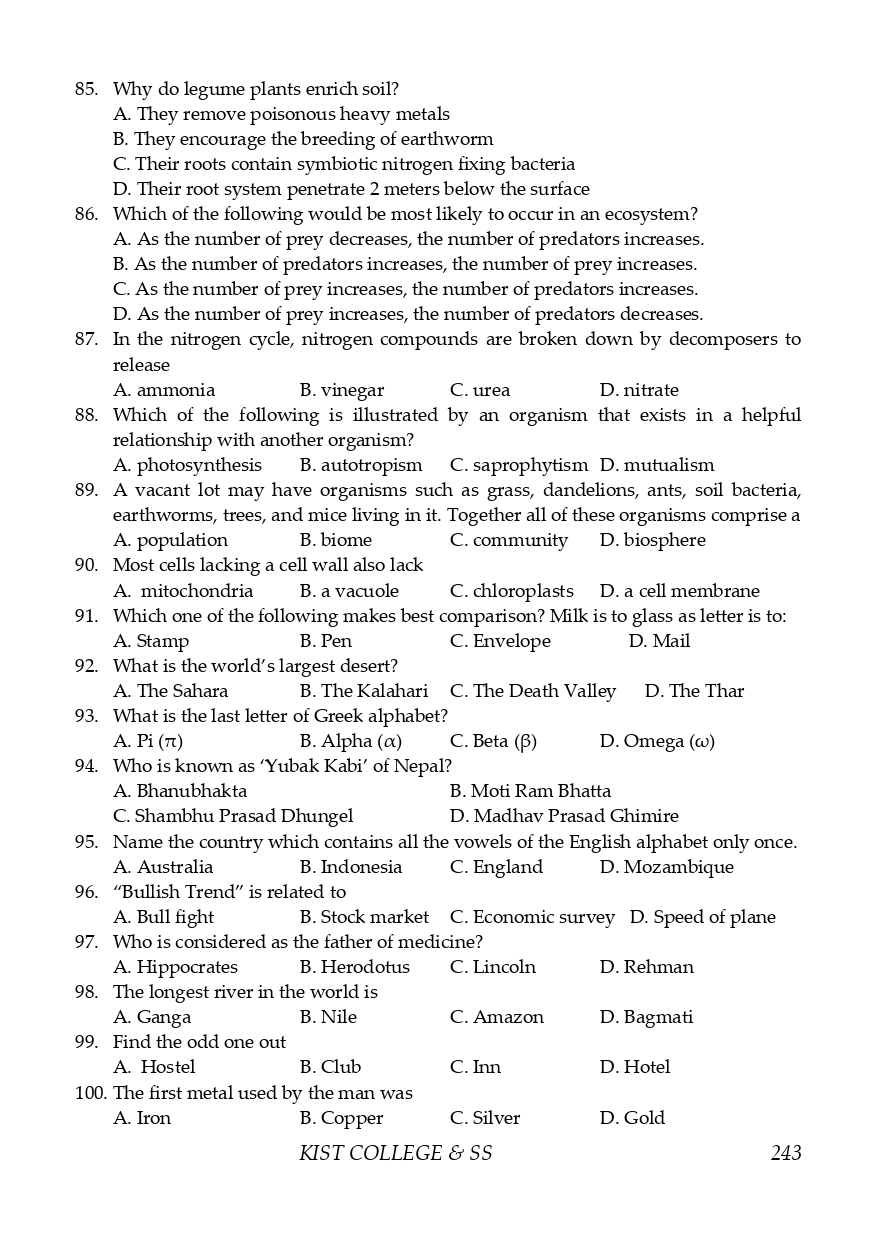 85. Why do legume plants enrich soil?
A. They remove poisonous heavy metals
B. They encourage the breeding of earthworm
C. Their roots contain symbiotic nitrogen fixing bacteria
D. Their root system penetrate 2 meters below the surface
86. Which of the following would be most likely to occur in an ecosystem?
A. As the number of prey decreases, the number of predators increases.
B. As the number of predators increases, the number of prey increases.
C. As the number of prey increases, the number of predators increases.
D. As the number of prey increases, the number of predators decreases.
87. In the nitrogen cycle, nitrogen compounds are broken down by decomposers to
release
A. ammonia B. vinegar C. urea D. nitrate
88. Which of the following is illustrated by an organism that exists in a helpful
relationship with another organism?
A. photosynthesis B. autotropism C. saprophytism D. mutualism
89. A vacant lot may have organisms such as grass, dandelions, ants, soil bacteria,
earthworms, trees, and mice living in it. Together all of these organisms comprise a
A. population B. biome C. community D. biosphere
90. Most cells lacking a cell wall also lack
A. mitochondria B. a vacuole C. chloroplasts D. a cell membrane
91. Which one of the following makes best comparison? Milk is to glass as letter is to:
A. Stamp B. Pen C. Envelope D. Mail
92. What is the world's largest desert?
A. The Sahara B. The Kalahari C. The Death Valley D. The Thar
93. What is the last letter of Greek alphabet?
A. Pi (π) B. Alpha (α) C. Beta (β) D. Omega (ω)
94. Who is known as ‘Yubak Kabi’ of Nepal?
A. Bhanubhakta B. Moti Ram Bhatta
C. Shambhu Prasad Dhungel D. Madhav Prasad Ghimire
95. Name the country which contains all the vowels of the English alphabet only once.
A. Australia B. Indonesia C. England D. Mozambique
96. “Bullish Trend” is related to
A. Bull fight B. Stock market C. Economic survey D. Speed of plane
97. Who is considered as the father of medicine?
A. Hippocrates B. Herodotus C. Lincoln D. Rehman
98. The longest river in the world is
A. Ganga B. Nile C. Amazon D. Bagmati
99. Find the odd one out
A. Hostel B. Club C. Inn D. Hotel
100. The first metal used by the man was
A. Iron B. Copper C. Silver D. Gold
KIST COLLEGE & SS 243